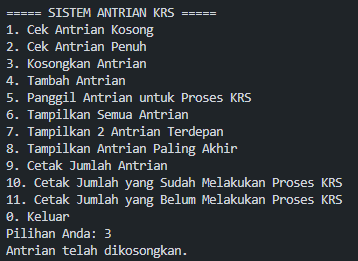 ===== SISTEM ANTRIAN KRS =====
1. Cek Antrian Kosong
2. Cek Antrian Penuh
3. Kosongkan Antrian
4. Tambah Antrian
5. Panggil Antrian untuk Proses KRS
6. Tampilkan Semua Antrian
7. Tampilkan 2 Antrian Terdepan
8. Tampilkan Antrian Paling Akhir
9. Cetak Jumlah Antrian
10. Cetak Jumlah yang Sudah Melakukan Proses KRS
11. Cetak Jumlah yang Belum Melakukan Proses KRS
0. Keluar
Pilihan Anda: 3
Antrian telah dikosongkan.